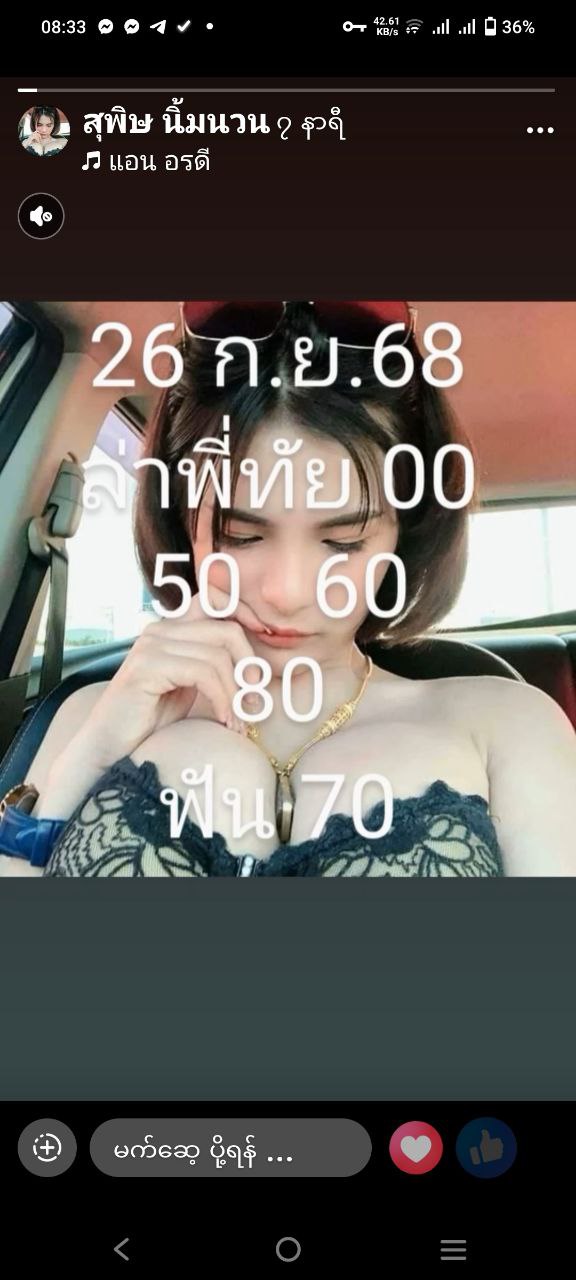 08:33
42.61 KB/s
36%
สุพิษ นิ้มนวน ၇ နာရီ
แอน อรดี
26 ก.ย.68
ล่าพี่ทัย 00
50 60
80
ฟัน 70
မက်ဆေ့ ပို့ရန် ...